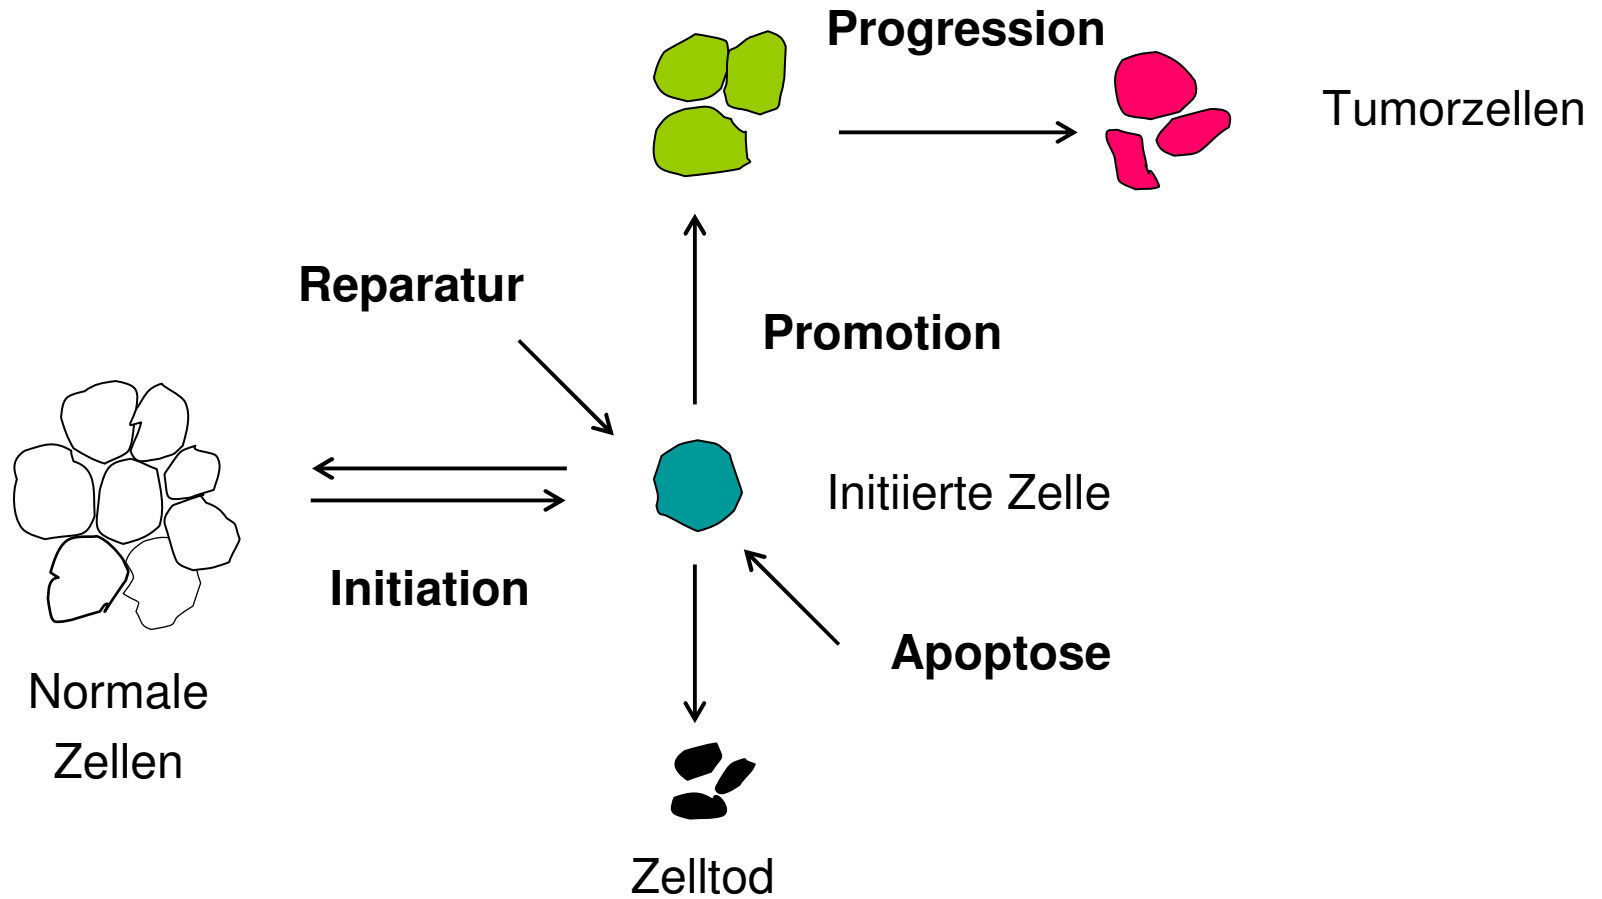 Progression
Tumorzellen
Reparatur
Promotion
Initiierte Zelle
Initiation
Apoptose
Normale
Zellen
Zelltod